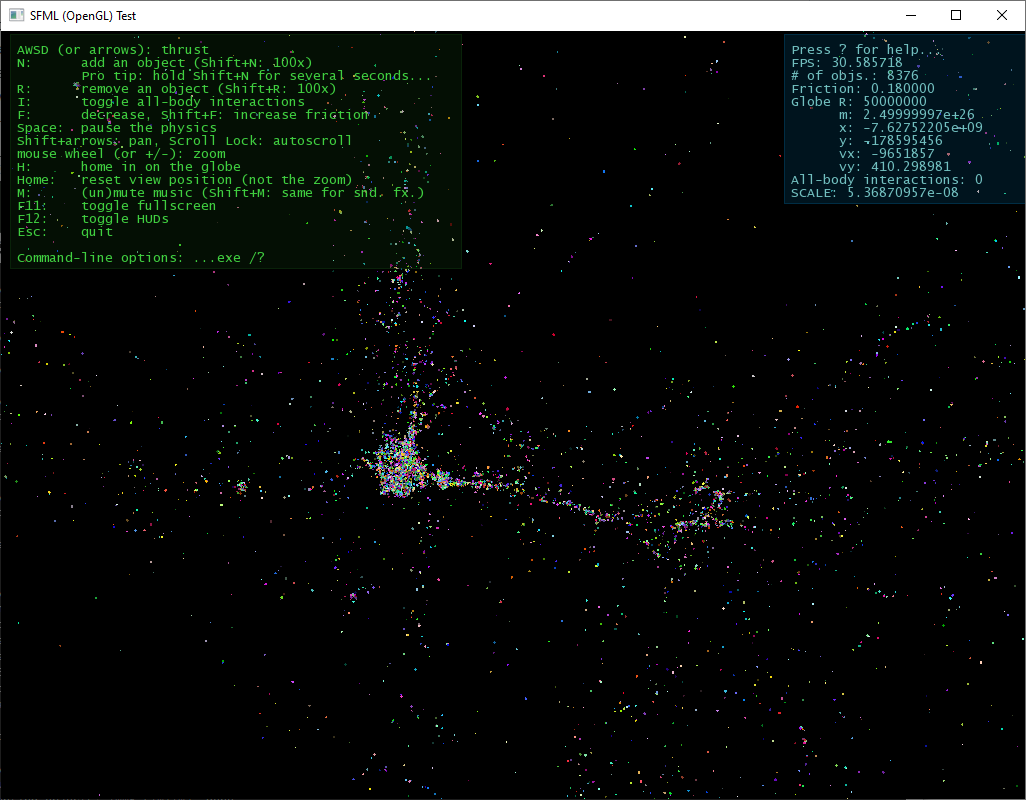 SFML (OpenGL) Test
AWSD (or arrows): thrust
N:      add an object (Shift+N: 100x)
        Pro tip: hold Shift+N for several seconds...
R:      remove an object (Shift+R: 100x)
I:      toggle all-body interactions
F:      decrease, Shift+F: increase friction
Space:  pause the physics
Shift+arrows: pan, Scroll Lock: autoscroll
mouse wheel (or +/-): zoom
H:      home in on the globe
Home:   reset view position (not the zoom)
M:      (un)mute music (Shift+M: same for snd. fx.)
F11:    toggle fullscreen
F12:    toggle HUDs
Esc:    quit
Command-line options: ...exe /?
Press ? for help...
FPS: 30.585718
# of objs.: 8376
Friction: 0.180000
Globe R: 50000000
      m: 2.49999997e+26
      x: -7.62752205e+09
      y: -178595456
      vx: -9651857
      vy: 410.298981
All-body interactions: 0
SCALE: 5.36870957e-08